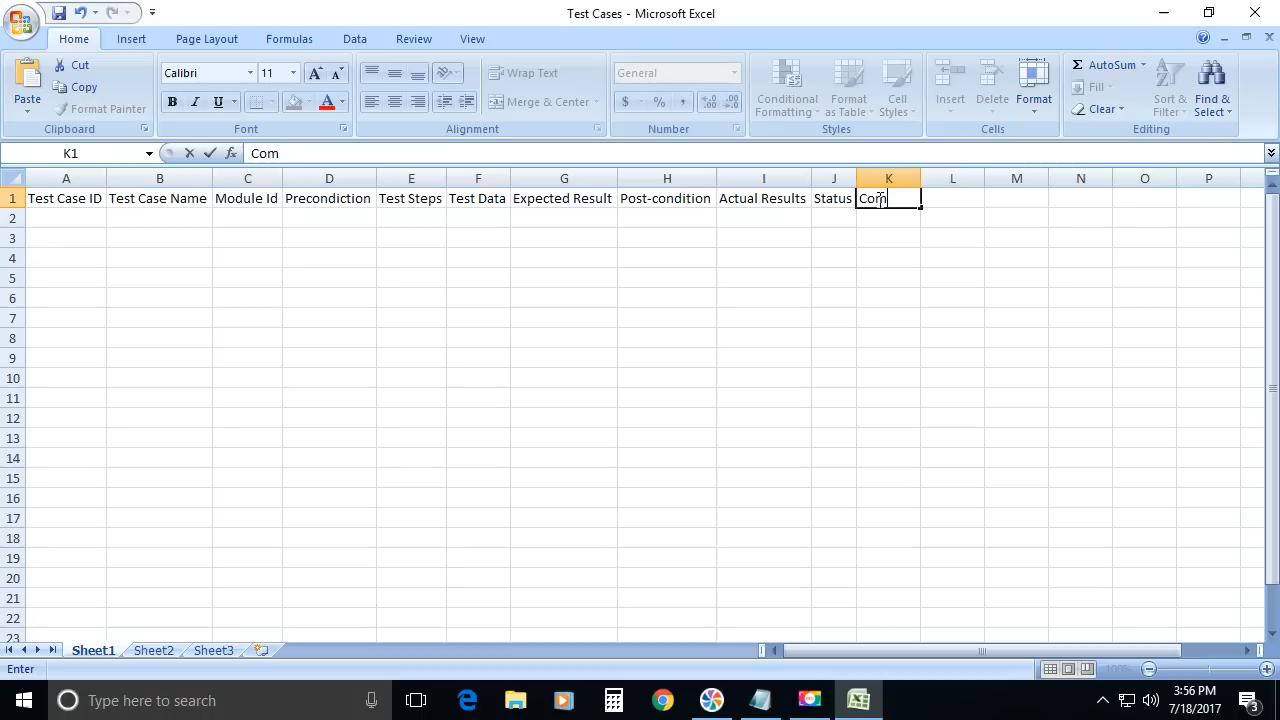 Test Cases - Microsoft Excel
Home Insert Page Layout Formulas Data Review View
Paste Cut Copy Format Painter Clipboard
Calibri 11 B I U A Font
Wrap Text Merge & Center Alignment
General $ % , Number
Conditional Formatting Format as Table Cell Styles Styles
Insert Delete Format Cells
Σ AutoSum Fill Clear Sort & Filter Find & Select Editing
K1 fx Com
A B C D E F G H I J K L M N O P
1 Test Case ID Test Case Name Module Id Precondiction Test Steps Test Data Expected Result Post-condition Actual Results Status Com
2
3
4
5
6
7
8
9
10
11
12
13
14
15
16
17
18
19
20
21
22
23
Sheet1 Sheet2 Sheet3
Enter 100%
Type here to search 3:56 PM
7/18/2017 3